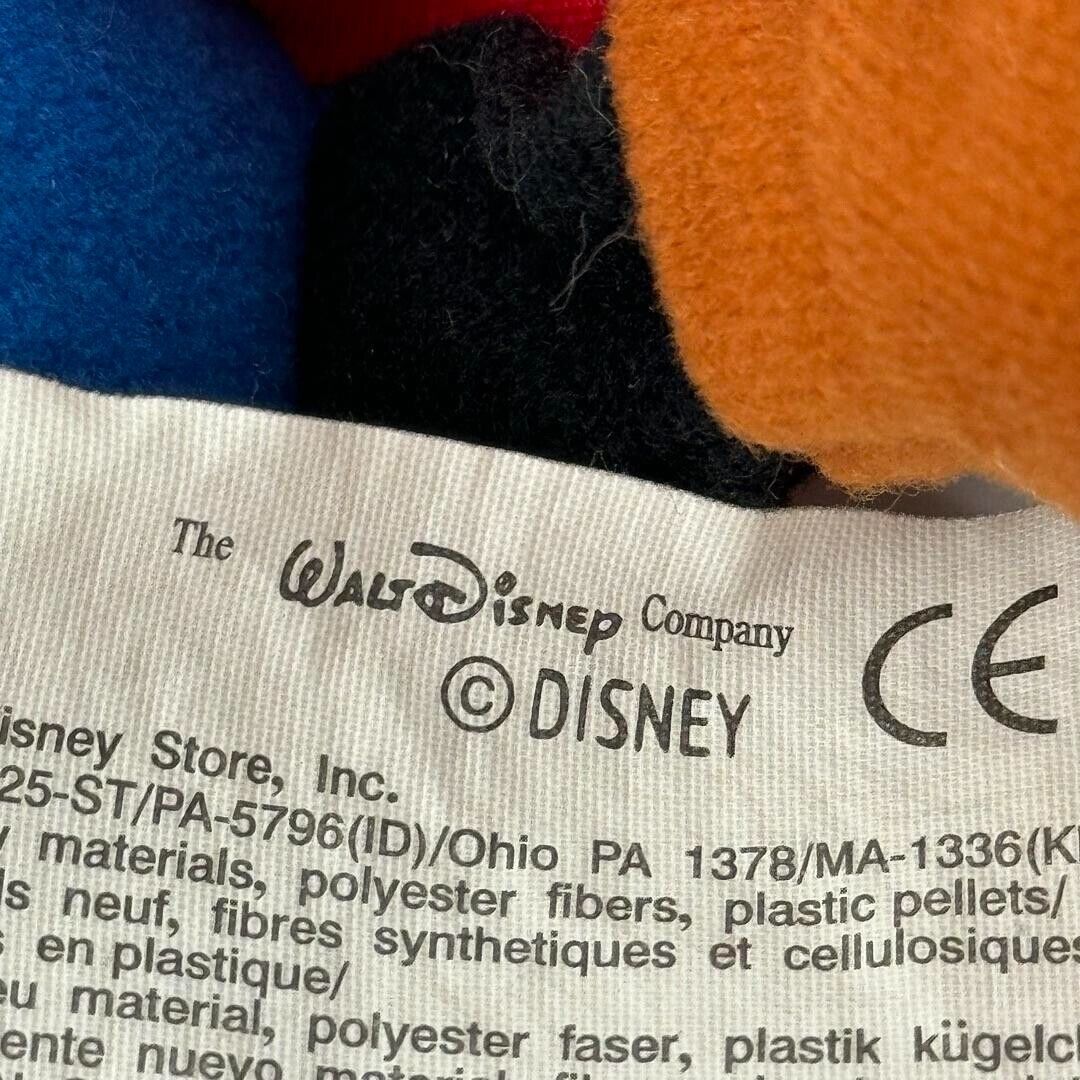 The WALT DISNEY Company CE
© DISNEY
isney Store, Inc.
25-ST/PA-5796(ID)/Ohio PA 1378/MA-1336(K
materials, polyester fibers, plastic pellets/
ls neuf, fibres synthetiques et cellulosiques
en plastique/
eu material, polyester faser, plastik kügelc
ente nuevo